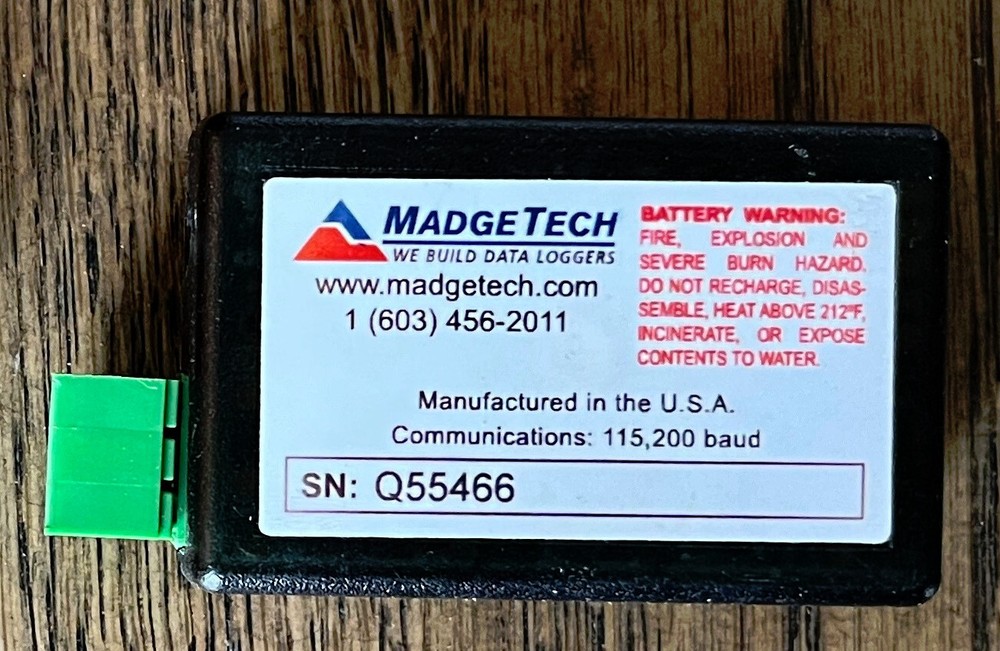 MADGETECH
WE BUILD DATA LOGGERS
www.madgetech.com
1 (603) 456-2011
BATTERY WARNING:
FIRE, EXPLOSION AND
SEVERE BURN HAZARD.
DO NOT RECHARGE, DISAS-
SEMBLE, HEAT ABOVE 212°F,
INCINERATE, OR EXPOSE
CONTENTS TO WATER.
Manufactured in the U.S.A.
Communications: 115,200 baud
SN: Q55466